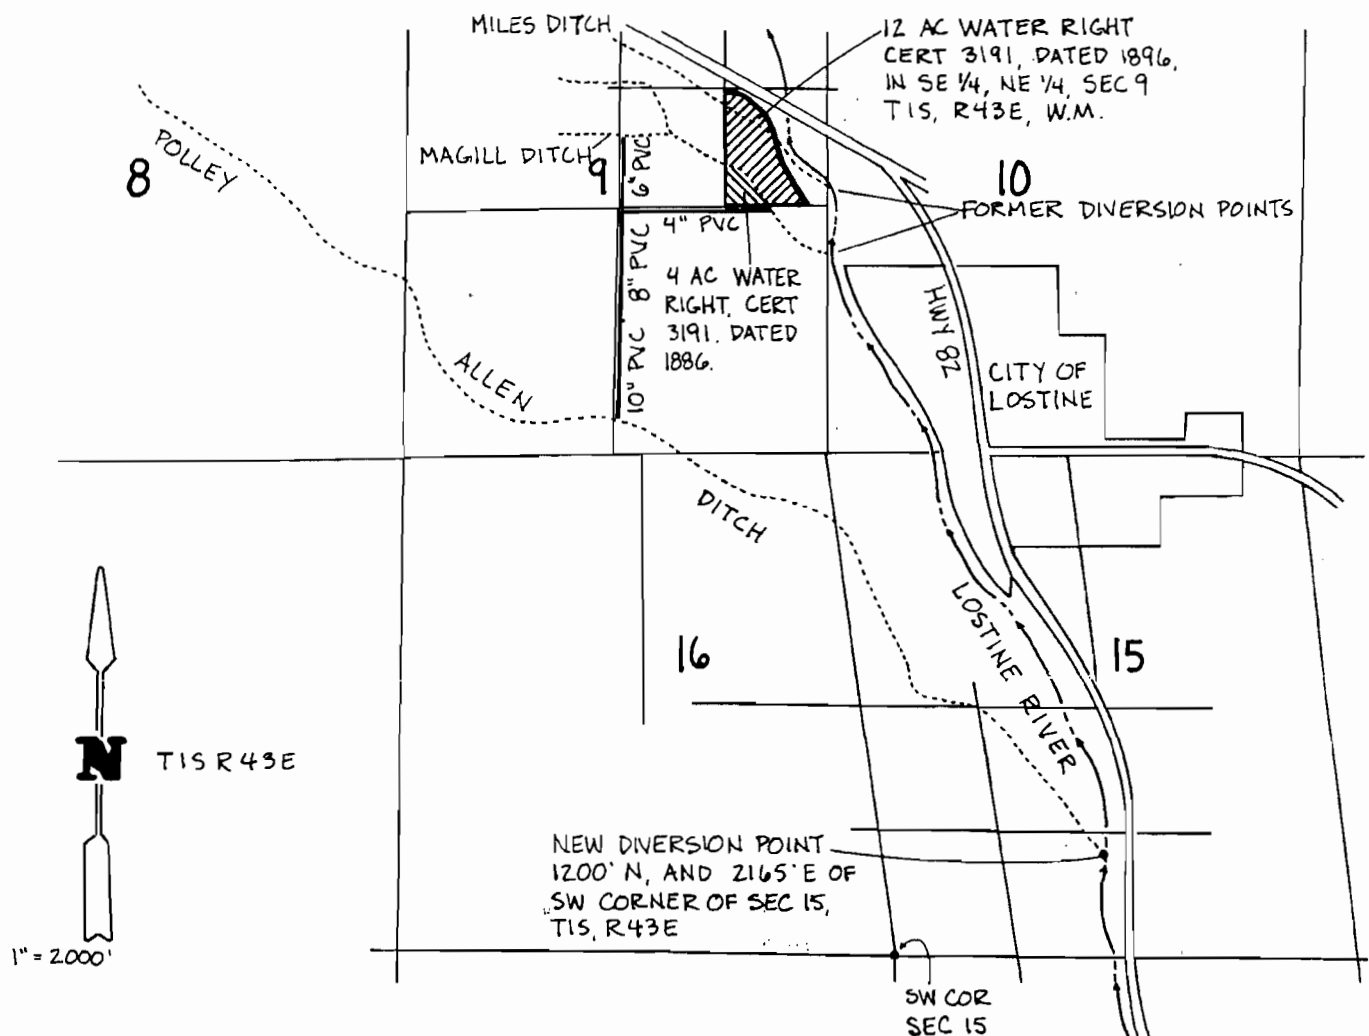 MILES DITCH
12 AC WATER RIGHT
CERT 3191, DATED 1896,
IN SE 1/4, NE 1/4, SEC 9
T1S, R43E, W.M.
POLLEY
8
MAGILL DITCH
9
6" PVC
10
FORMER DIVERSION POINTS
4" PVC
8" PVC
10" PVC
4 AC WATER
RIGHT, CERT
3191. DATED
1886.
HWY 82
CITY OF
LOSTINE
ALLEN
DITCH
LOSTINE RIVER
16
15
N
T1S R43E
NEW DIVERSION POINT
1200' N, AND 2165' E OF
SW CORNER OF SEC 15,
T1S, R43E
1" = 2000'
SW COR
SEC 15